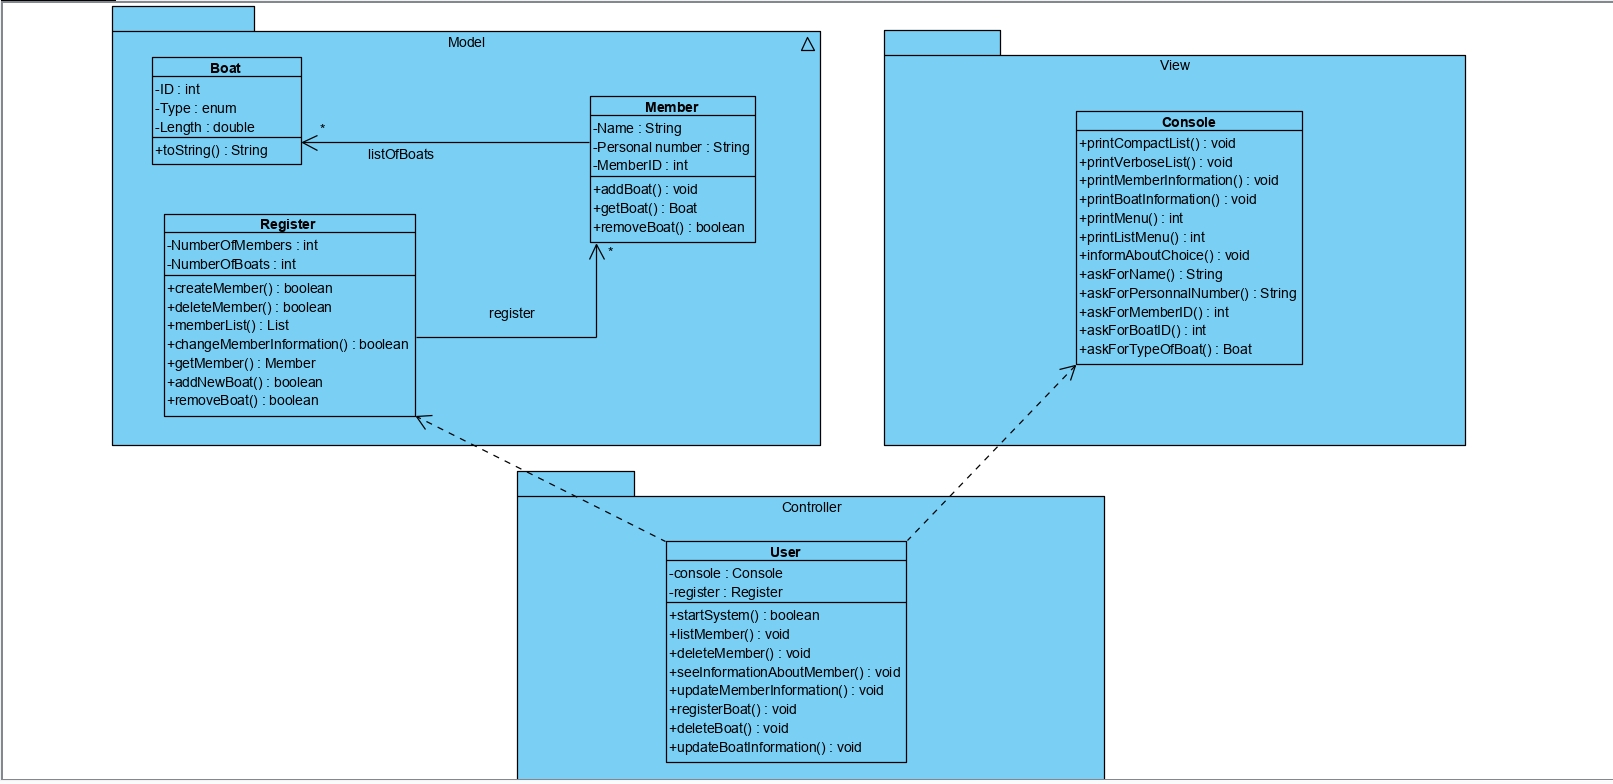 Model
Boat
-ID : int
-Type : enum
-Length : double
+toString() : String
*
listOfBoats
Member
-Name : String
-Personal number : String
-MemberID : int
+addBoat() : void
+getBoat() : Boat
+removeBoat() : boolean
*
Register
-NumberOfMembers : int
-NumberOfBoats : int
+createMember() : boolean
+deleteMember() : boolean
+memberList() : List
+changeMemberInformation() : boolean
+getMember() : Member
+addNewBoat() : boolean
+removeBoat() : boolean
register
View
Console
+printCompactList() : void
+printVerboseList() : void
+printMemberInformation() : void
+printBoatInformation() : void
+printMenu() : int
+printListMenu() : int
+informAboutChoice() : void
+askForName() : String
+askForPersonnalNumber() : String
+askForMemberID() : int
+askForBoatID() : int
+askForTypeOfBoat() : Boat
Controller
User
-console : Console
-register : Register
+startSystem() : boolean
+listMember() : void
+deleteMember() : void
+seeInformationAboutMember() : void
+updateMemberInformation() : void
+registerBoat() : void
+deleteBoat() : void
+updateBoatInformation() : void